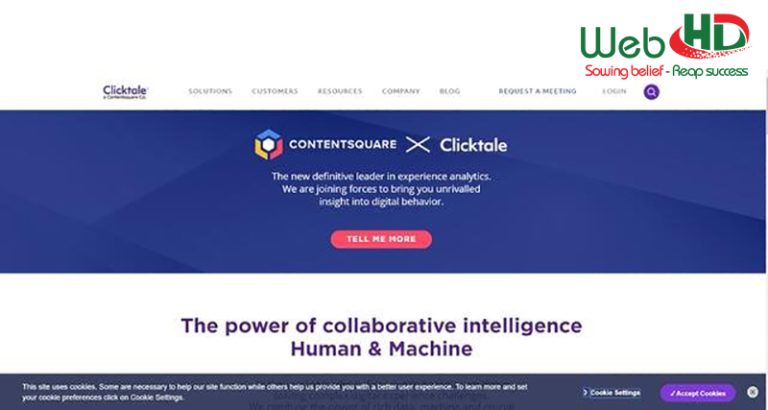 Web HD
Sowing belief - Reap success
Clicktale
a Contentsquare Co.
SOLUTIONS CUSTOMERS RESOURCES COMPANY BLOG REQUEST A MEETING LOGIN
CONTENTSQUARE X Clicktale
The new definitive leader in experience analytics.
We are joining forces to bring you unrivalled
insight into digital behavior.
TELL ME MORE
The power of collaborative intelligence
Human & Machine
This site uses cookies. Some are necessary to help our site function while others help us provide you with a better user experience. To learn more and set
your cookie preferences click on Cookie Settings.
Cookie Settings
✓Accept Cookies